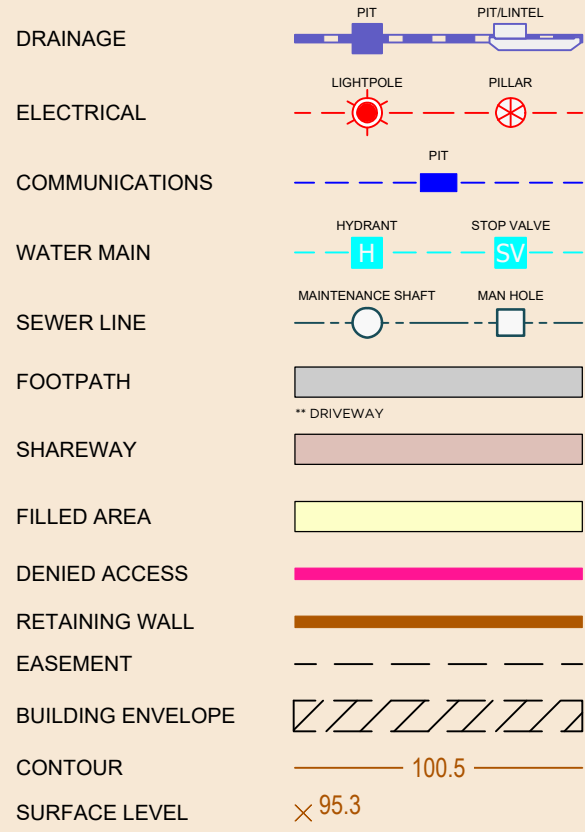 PIT PIT/LINTEL
DRAINAGE
LIGHTPOLE PILLAR
ELECTRICAL
PIT
COMMUNICATIONS
HYDRANT STOP VALVE
WATER MAIN H SV
MAINTENANCE SHAFT MAN HOLE
SEWER LINE
FOOTPATH
** DRIVEWAY
SHAREWAY
FILLED AREA
DENIED ACCESS
RETAINING WALL
EASEMENT
BUILDING ENVELOPE
CONTOUR 100.5
SURFACE LEVEL 95.3